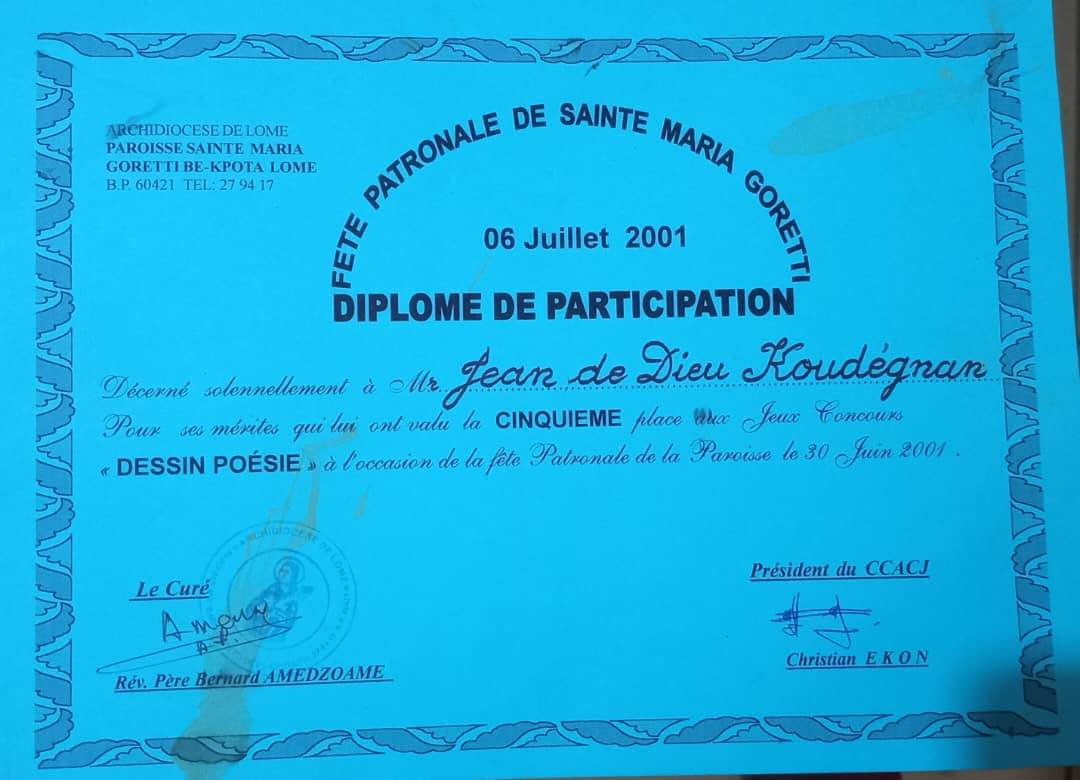 ARCHIDIOCESE DE LOME
PAROISSE SAINTE MARIA
GORETTI BE-KPOTA LOME
B.P. 60421 TEL: 27 94 17
FETE PATRONALE DE SAINTE MARIA GORETTI
06 Juillet 2001
DIPLOME DE PARTICIPATION
Décerné solennellement à Mr. Jean de Dieu Koudégnan
Pour ses mérites qui lui ont valu la CINQUIEME place aux Jeux Concours
« DESSIN POÉSIE » à l'occasion de la fête Patronale de la Paroisse le 30 Juin 2001 .
ARCHIDIOCESE DE LOME
Le Curé
Rév. Père Bernard AMEDZOAME
Président du CCACJ
Christian E K O N